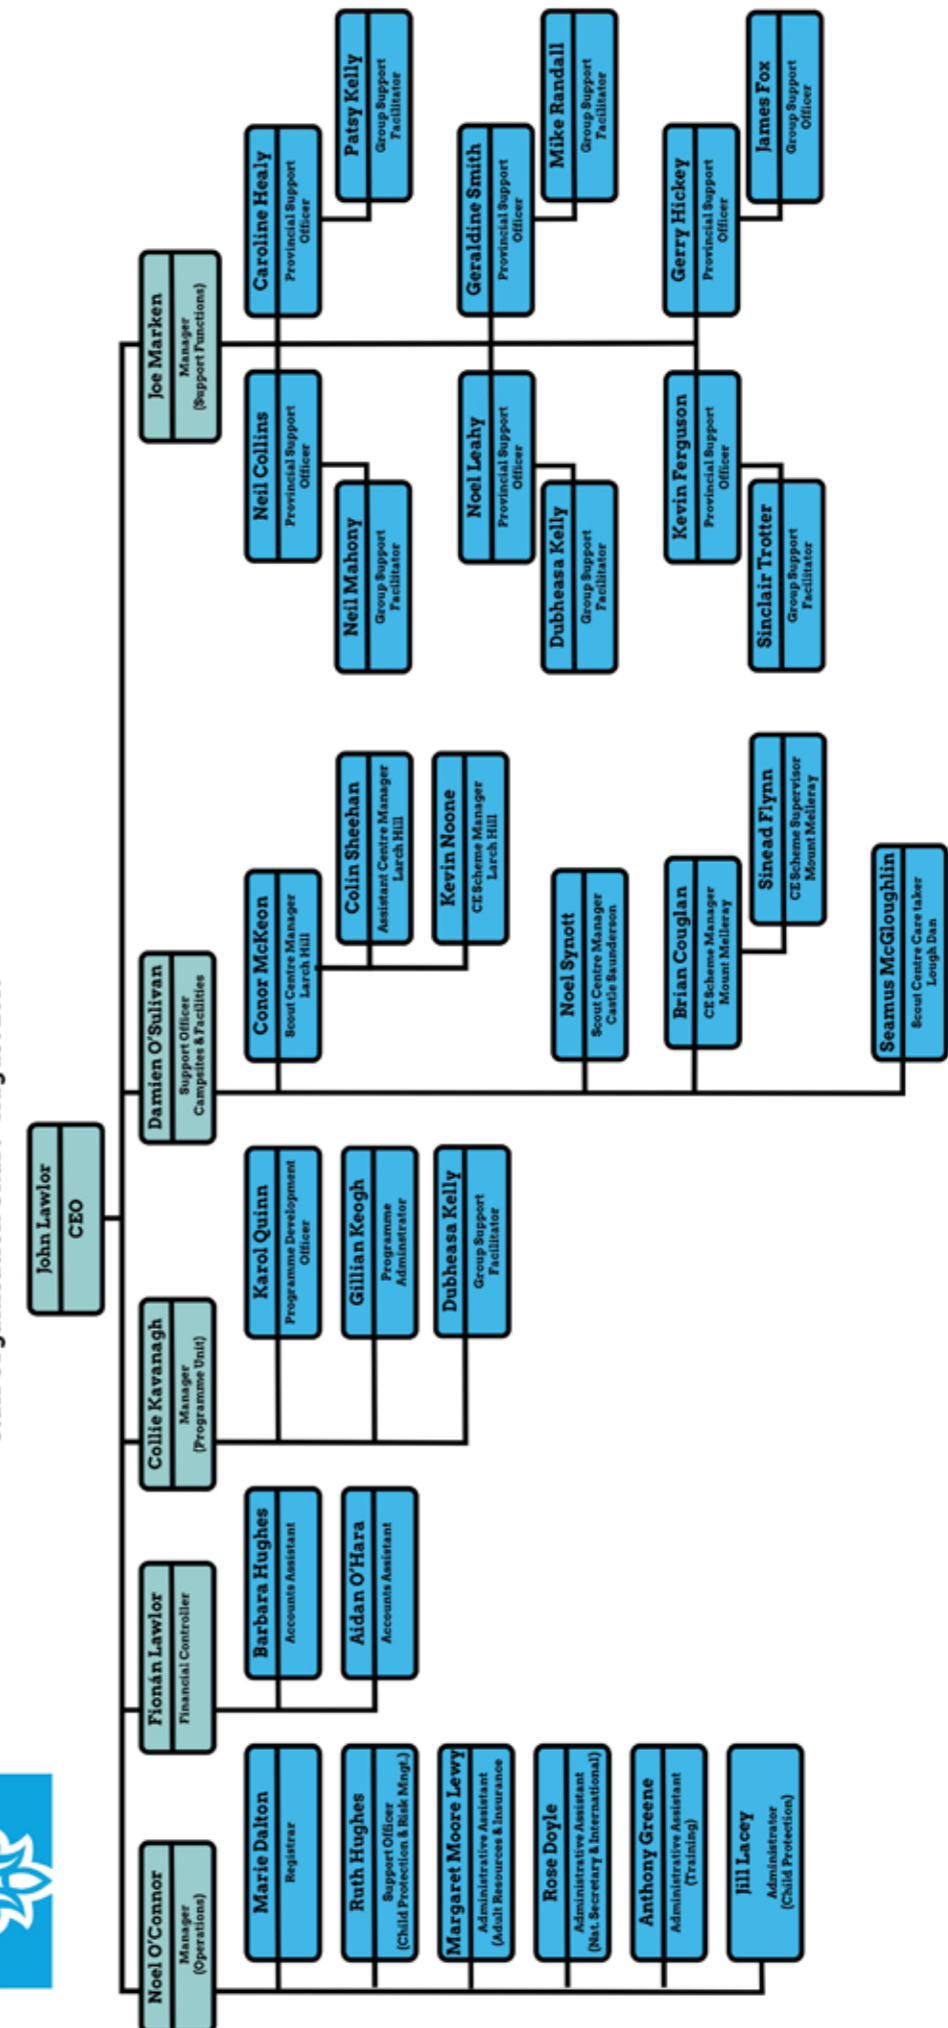 John Lawlor
CEO
Noel O'Connor
Manager
(Operations)
Marie Dalton
Registrar
Ruth Hughes
Support Officer
(Child Protection & Risk Mngt.)
Margaret Moore Lewy
Administrative Assistant
(Adult Resources & Insurance
Rose Doyle
Administrative Assistant
(Nat. Secretary & International)
Anthony Greene
Administrative Assistant
(Training)
Jill Lacey
Administrator
(Child Protection)
Fionán Lawlor
Financial Controller
Barbara Hughes
Accounts Assistant
Aidan O'Hara
Accounts Assistant
Collie Kavanagh
Manager
(Programme Unit)
Karol Quinn
Programme Development
Officer
Gillian Keogh
Programme
Adminstrator
Dubheasa Kelly
Group Support
Facilitator
Damien O'Sulivan
Support Officer
Campsites & Facilities
Conor McKeon
Scout Centre Manager
Larch Hill
Colin Sheehan
Assistant Centre Manager
Larch Hill
Kevin Noone
CE Scheme Manager
Larch Hill
Noel Synott
Scout Centre Manager
Castle Saunderson
Brian Couglan
CE Scheme Manager
Mount Melleray
Sinead Flynn
CE Scheme Supervisor
Mount Melleray
Seamus McGloughlin
Scout Centre Care taker
Lough Dan
Joe Marken
Manager
(Support Functions)
Neil Collins
Provincial Support
Officer
Neil Mahony
Group Support
Facilitator
Caroline Healy
Provincial Support
Officer
Patsy Kelly
Group Support
Facilitator
Noel Leahy
Provincial Support
Officer
Dubheasa Kelly
Group Support
Facilitator
Geraldine Smith
Provincial Support
Officer
Mike Randall
Group Support
Facilitator
Kevin Ferguson
Provincial Support
Officer
Sinclair Trotter
Group Support
Facilitator
Gerry Hickey
Provincial Support
Officer
James Fox
Group Support
Officer